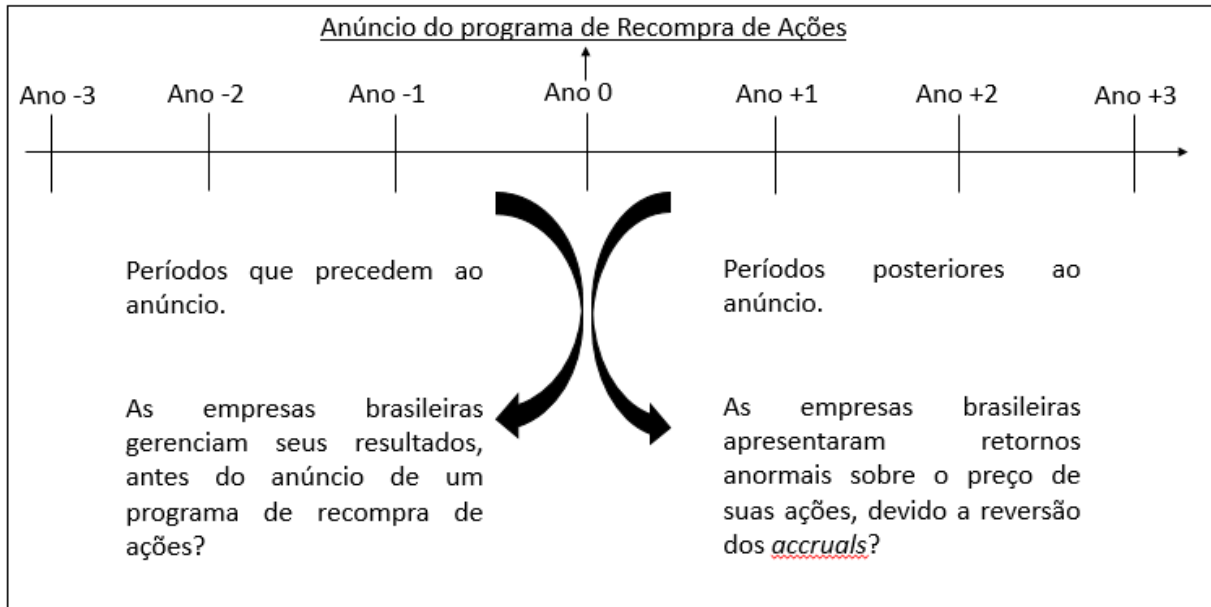 Anúncio do programa de Recompra de Ações
Ano -3 Ano -2 Ano -1 Ano 0 Ano +1 Ano +2 Ano +3
Períodos que precedem ao
anúncio.
As empresas brasileiras
gerenciam seus resultados,
antes do anúncio de um
programa de recompra de
ações?
Períodos posteriores ao
anúncio.
As empresas brasileiras
apresentaram retornos
anormais sobre o preço de
suas ações, devido a reversão
dos accruals?